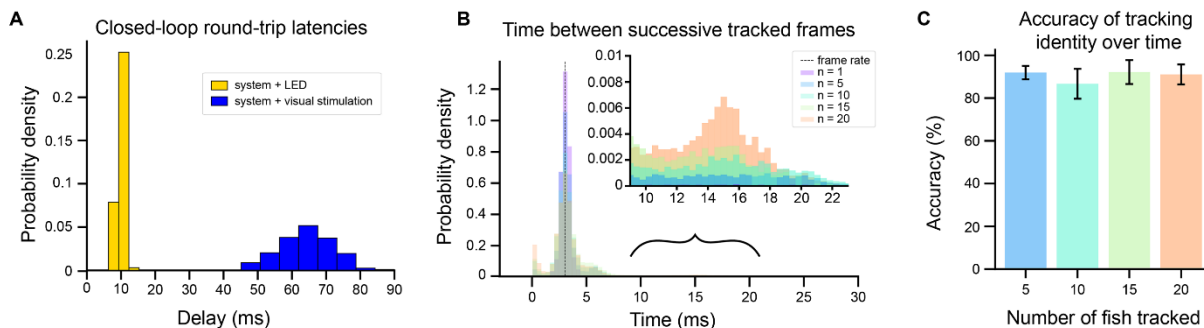 A
Closed-loop round-trip latencies
Probability density
0.25
0.20
0.15
0.10
0.05
0
system + LED
system + visual stimulation
0 10 20 30 40 50 60 70 80 90
Delay (ms)
B
Time between successive tracked frames
Probability density
1.2
1.0
0.8
0.6
0.4
0.2
0
0.01
0.008
0.006
0.004
0.002
0
10 12 14 16 18 20 22
frame rate
n = 1
n = 5
n = 10
n = 15
n = 20
0 5 10 15 20 25 30
Time (ms)
C
Accuracy of tracking
identity over time
Accuracy (%)
100
80
60
40
20
0
5 10 15 20
Number of fish tracked